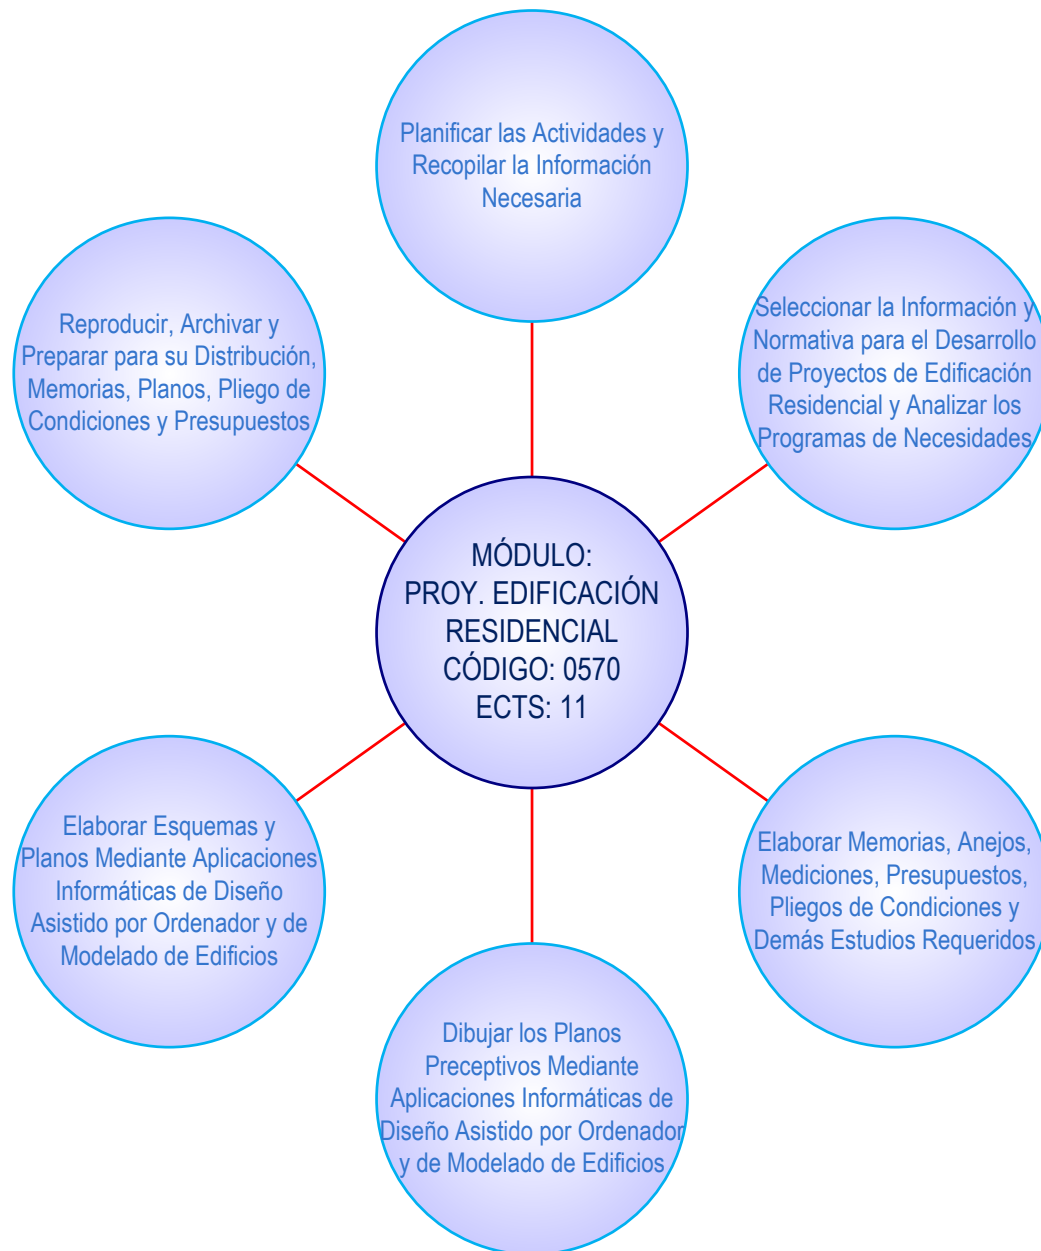 Planificar las Actividades y
Recopilar la Información
Necesaria
Reproducir, Archivar y
Preparar para su Distribución,
Memorias, Planos, Pliego de
Condiciones y Presupuestos
Seleccionar la Información y
Normativa para el Desarrollo
de Proyectos de Edificación
Residencial y Analizar los
Programas de Necesidades
MÓDULO:
PROY. EDIFICACIÓN
RESIDENCIAL
CÓDIGO: 0570
ECTS: 11
Elaborar Esquemas y
Planos Mediante Aplicaciones
Informáticas de Diseño
Asistido por Ordenador y de
Modelado de Edificios
Elaborar Memorias, Anejos,
Mediciones, Presupuestos,
Pliegos de Condiciones y
Demás Estudios Requeridos
Dibujar los Planos
Preceptivos Mediante
Aplicaciones Informáticas de
Diseño Asistido por Ordenador
y de Modelado de Edificios